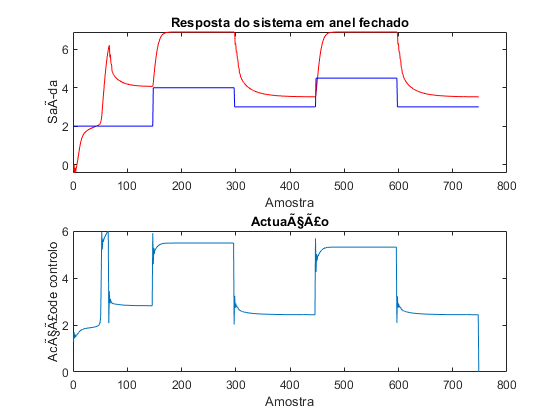 Resposta do sistema em anel fechado
SaÃ-da
6
4
2
0
0 100 200 300 400 500 600 700 800
Amostra
ActuaÃ§Ã£o
AcÃ§Ã£ode controlo
6
4
2
0
0 100 200 300 400 500 600 700 800
Amostra